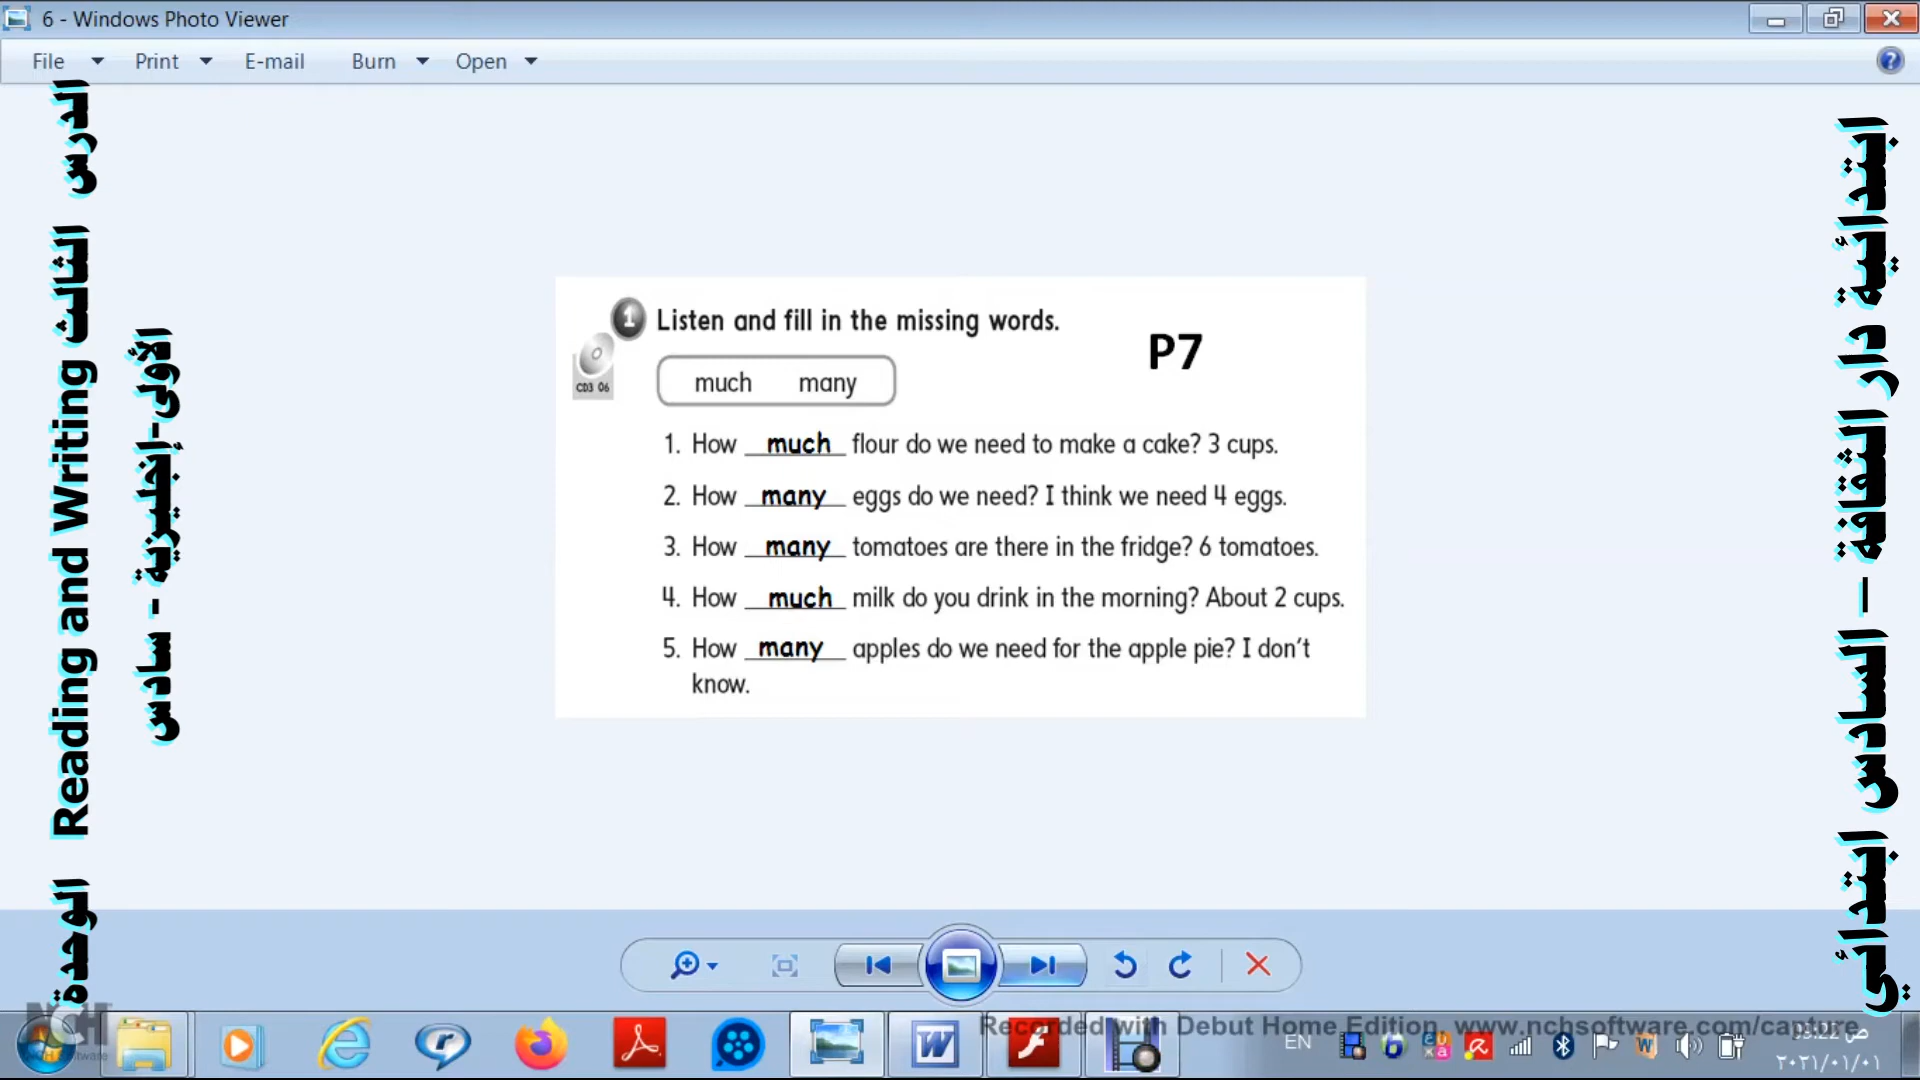 6 - Windows Photo Viewer
File Print E-mail Burn Open
الدرس الثالث Reading and Writing الوحدة
الأولى-إنجليزية - سادس
1 Listen and fill in the missing words.
CD3 06
P7
much many
1. How much flour do we need to make a cake? 3 cups.
2. How many eggs do we need? I think we need 4 eggs.
3. How many tomatoes are there in the fridge? 6 tomatoes.
4. How much milk do you drink in the morning? About 2 cups.
5. How many apples do we need for the apple pie? I don't
know.
ابتدائية دار الثقافة – السادس ابتدائي
NCH
NCH Software
Recorded with Debut Home Edition. www.nchsoftware.com/capture
EN
ص
٢٠٢١/٠١/٠١